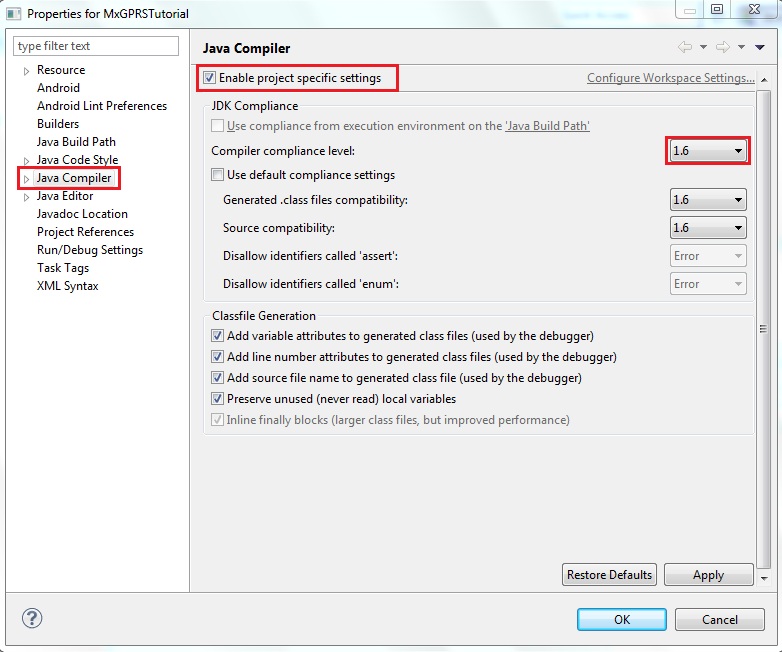 Properties for MxGPRSTutorial
type filter text
Resource
Android
Android Lint Preferences
Builders
Java Build Path
Java Code Style
Java Compiler
Java Editor
Javadoc Location
Project References
Run/Debug Settings
Task Tags
XML Syntax
Java Compiler
Enable project specific settings
Configure Workspace Settings...
JDK Compliance
Use compliance from execution environment on the 'Java Build Path'
Compiler compliance level: 1.6
Use default compliance settings
Generated .class files compatibility: 1.6
Source compatibility: 1.6
Disallow identifiers called 'assert': Error
Disallow identifiers called 'enum': Error
Classfile Generation
Add variable attributes to generated class files (used by the debugger)
Add line number attributes to generated class files (used by the debugger)
Add source file name to generated class file (used by the debugger)
Preserve unused (never read) local variables
Inline finally blocks (larger class files, but improved performance)
Restore Defaults Apply
? OK Cancel